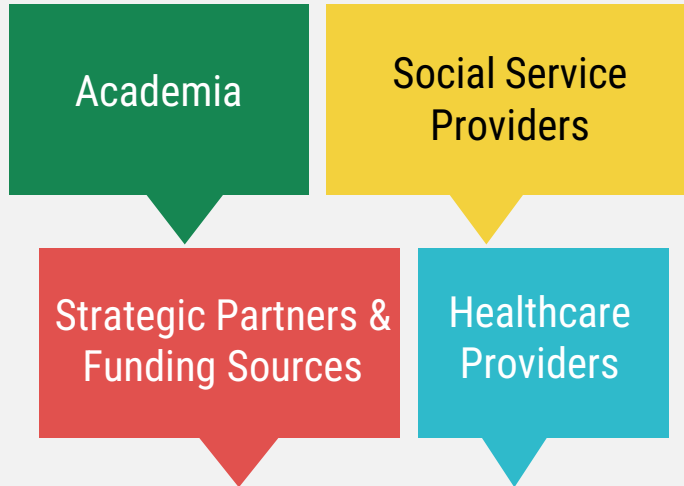 Academia
Social Service
Providers
Strategic Partners &
Funding Sources
Healthcare
Providers